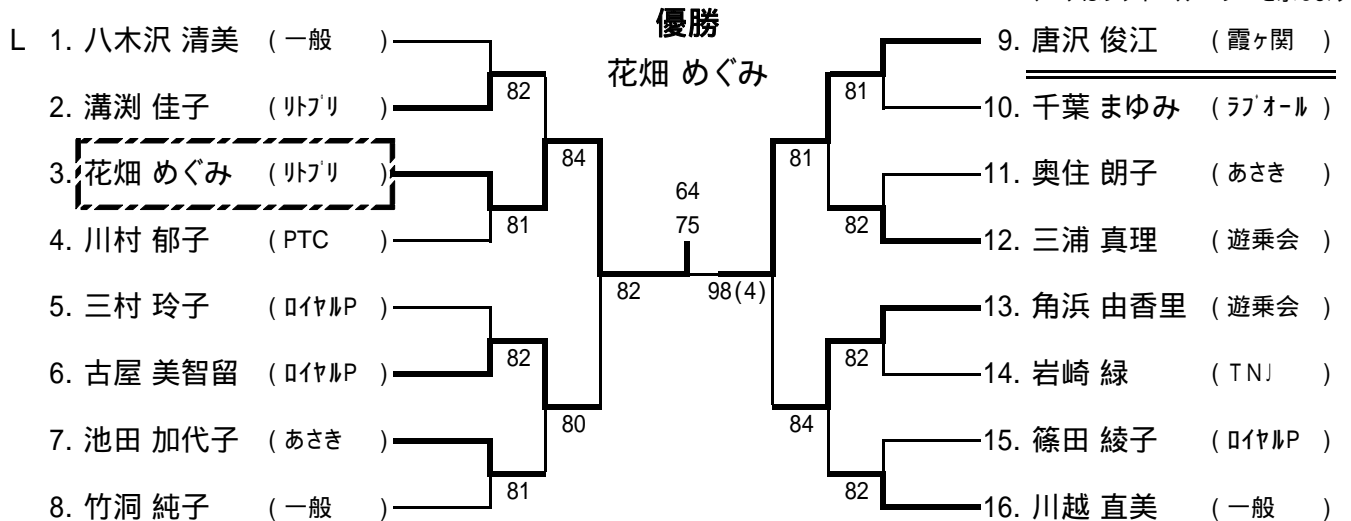 優勝
花畑 めぐみ
L 1. 八木沢 清美 ( 一般 )
2. 溝渕 佳子 ( ﾘﾄﾌﾟﾘ )
3. 花畑 めぐみ ( ﾘﾄﾌﾟﾘ )
4. 川村 郁子 ( PTC )
5. 三村 玲子 ( ﾛｲﾔﾙP )
6. 古屋 美智留 ( ﾛｲﾔﾙP )
7. 池田 加代子 ( あさき )
8. 竹洞 純子 ( 一般 )
82
81
82
81
84
80
82
64
75
98(4)
81
84
81
82
82
82
9. 唐沢 俊江 ( 霞ヶ関 )
10. 千葉 まゆみ ( ﾗﾌﾞｵｰﾙ )
11. 奥住 朗子 ( あさき )
12. 三浦 真理 ( 遊乗会 )
13. 角浜 由香里 ( 遊乗会 )
14. 岩崎 緑 ( TNJ )
15. 篠田 綾子 ( ﾛｲﾔﾙP )
16. 川越 直美 ( 一般 )